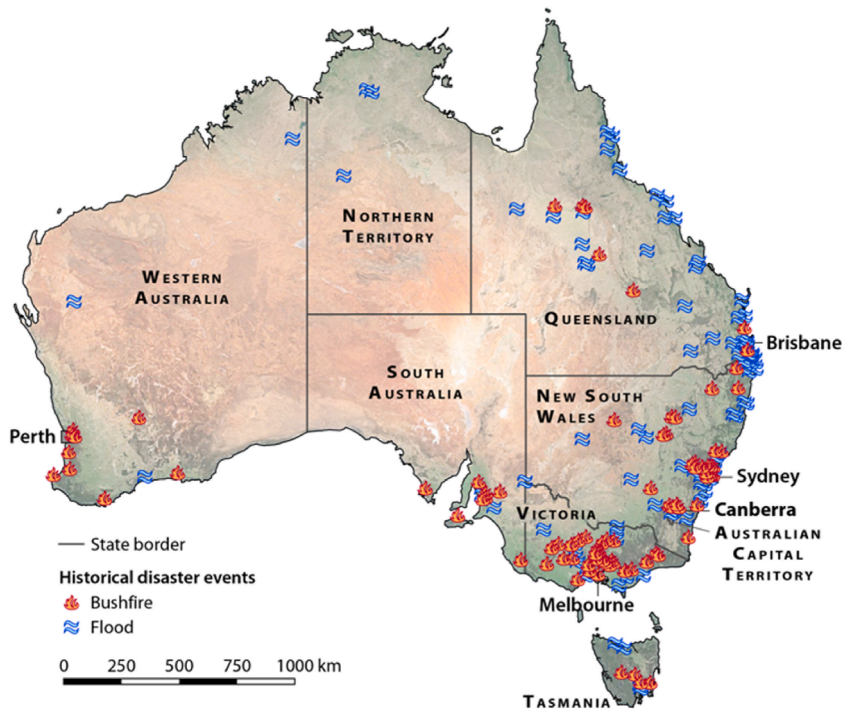 NORTHERN
TERRITORY
WESTERN
AUSTRALIA
QUEENSLAND
Brisbane
SOUTH
AUSTRALIA
NEW SOUTH
WALES
Perth
Sydney
Canberra
VICTORIA
AUSTRALIAN
CAPITAL
TERRITORY
Melbourne
TASMANIA
State border
Historical disaster events
Bushfire
Flood
0 250 500 750 1000 km